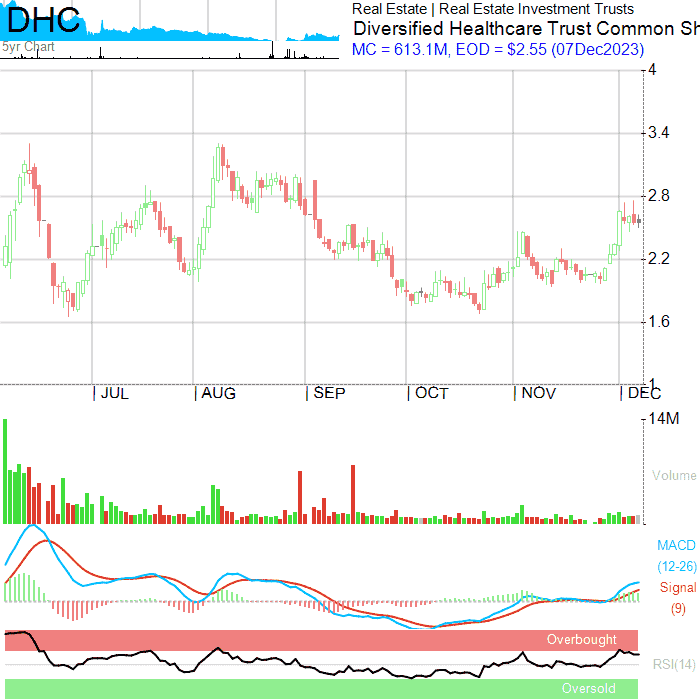 DHC
5yr Chart
Real Estate | Real Estate Investment Trusts
Diversified Healthcare Trust Common Sh
MC = 613.1M, EOD = $2.55 (07Dec2023)
4
3.4
2.8
2.2
1.6
1
JUL AUG SEP OCT NOV DEC
14M
Volume
MACD
(12-26)
Signal
(9)
Overbought
RSI(14)
Oversold